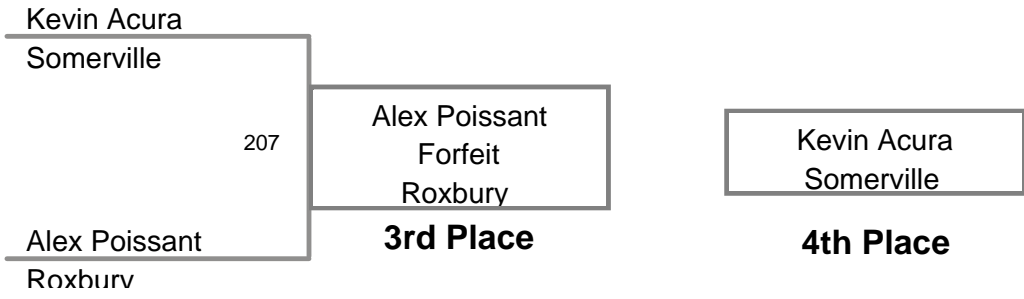 Kevin Acura
Somerville
207
Alex Poissant
Forfeit
Roxbury
3rd Place
Kevin Acura
Somerville
4th Place
Alex Poissant
Roxbury